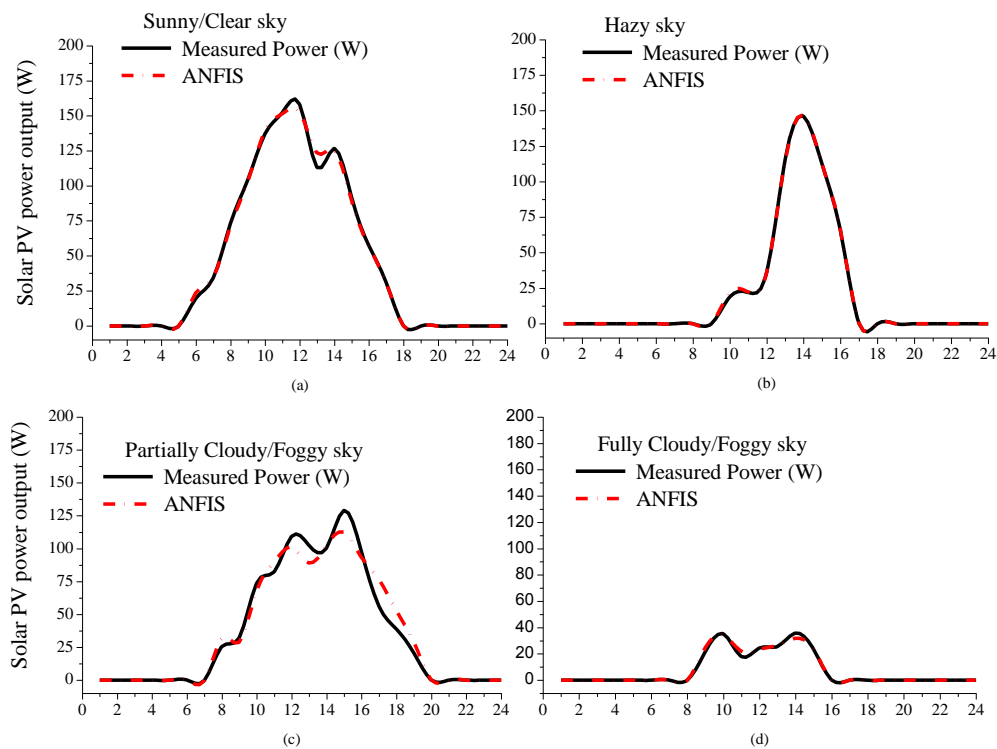 Sunny/Clear sky
Measured Power (W)
ANFIS
Solar PV power output (W)
200
175
150
125
100
75
50
25
0
0 2 4 6 8 10 12 14 16 18 20 22 24
(a)
Hazy sky
Measured Power (W)
ANFIS
200
150
100
50
0
0 2 4 6 8 10 12 14 16 18 20 22 24
(b)
Partially Cloudy/Foggy sky
Measured Power (W)
ANFIS
Solar PV power output (W)
200
175
150
125
100
75
50
25
0
0 2 4 6 8 10 12 14 16 18 20 22 24
(c)
Fully Cloudy/Foggy sky
Measured Power (W)
ANFIS
200
180
160
140
120
100
80
60
40
20
0
0 2 4 6 8 10 12 14 16 18 20 22 24
(d)